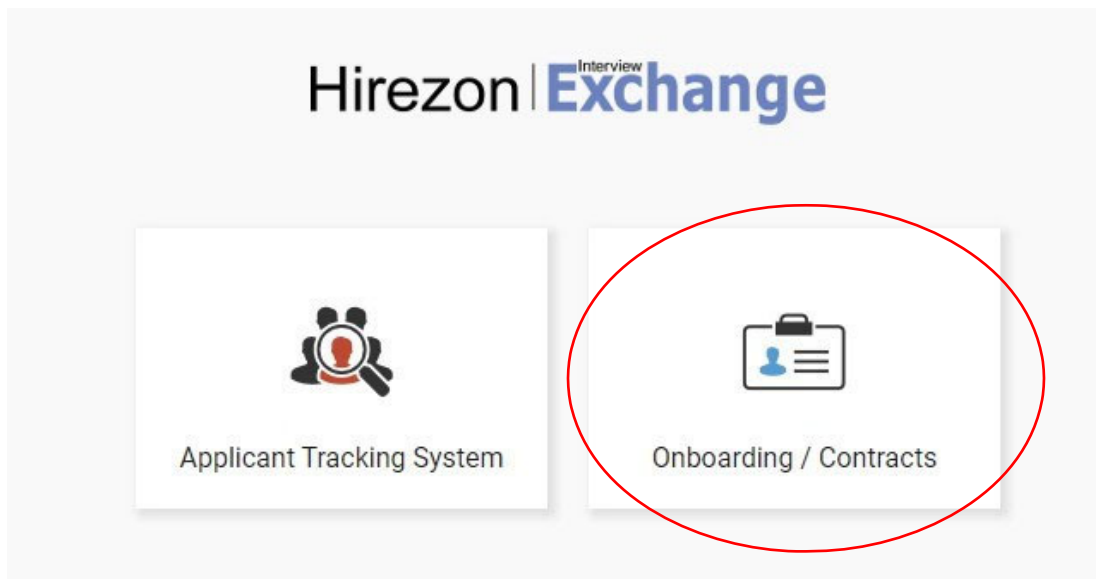 Hirezon | Interview Exchange
Applicant Tracking System
Onboarding / Contracts